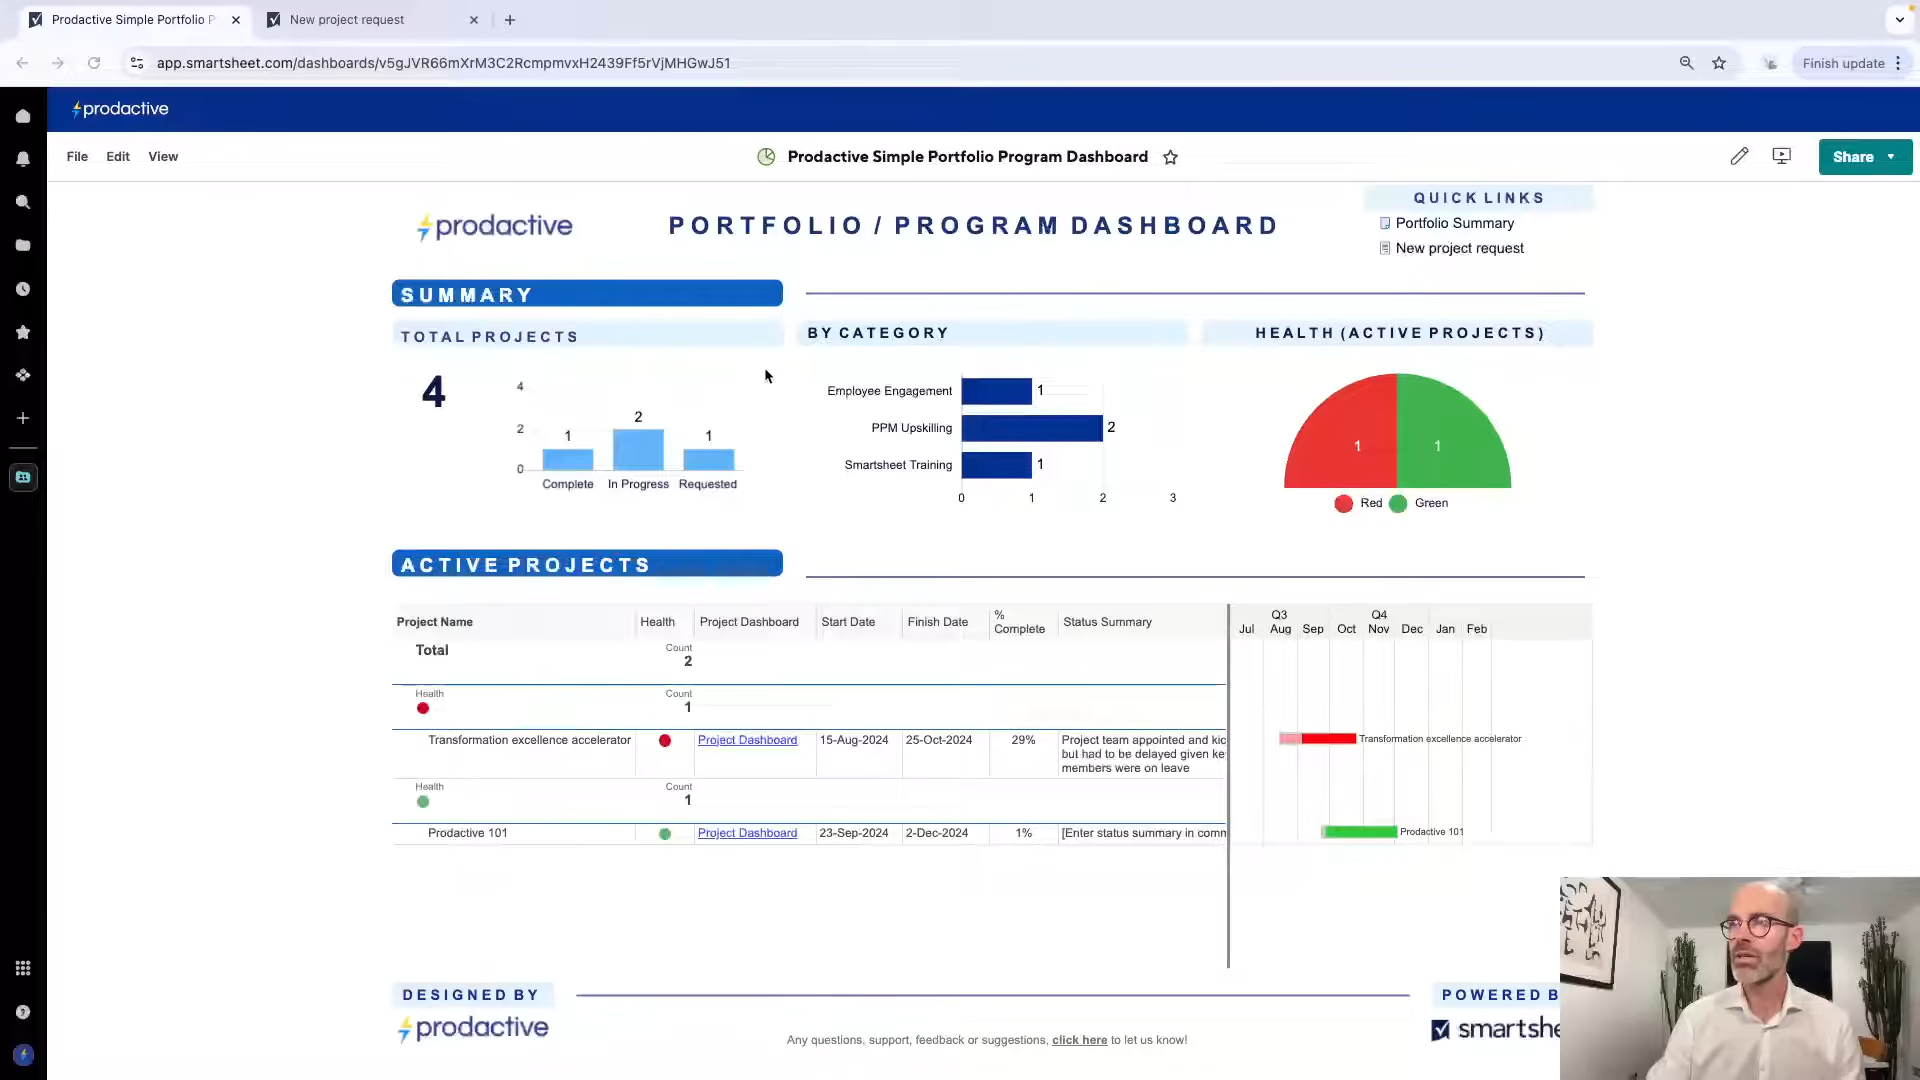 Prodactive Simple Portfolio P
New project request
app.smartsheet.com/dashboards/v5gJVR66mXrM3C2RcmpmvxH2439Ff5rVjMHGwJ51
Finish update
prodactive
File Edit View
Prodactive Simple Portfolio Program Dashboard
Share
prodactive
PORTFOLIO / PROGRAM DASHBOARD
QUICK LINKS
Portfolio Summary
New project request
SUMMARY
TOTAL PROJECTS
4
4
2
0
1
2
1
Complete In Progress Requested
BY CATEGORY
Employee Engagement 1
PPM Upskilling 2
Smartsheet Training 1
0 1 2 3
HEALTH (ACTIVE PROJECTS)
1 1
Red Green
ACTIVE PROJECTS
Project Name Health Project Dashboard Start Date Finish Date % Complete Status Summary
Q3 Q4
Jul Aug Sep Oct Nov Dec Jan Feb
Total Count
2
Health Count
1
Transformation excellence accelerator Project Dashboard 15-Aug-2024 25-Oct-2024 29% Project team appointed and kic
but had to be delayed given ke
members were on leave
Transformation excellence accelerator
Health Count
1
Prodactive 101 Project Dashboard 23-Sep-2024 2-Dec-2024 1% [Enter status summary in comm
Prodactive 101
DESIGNED BY
prodactive
Any questions, support, feedback or suggestions, click here to let us know!
POWERED B
smartshe